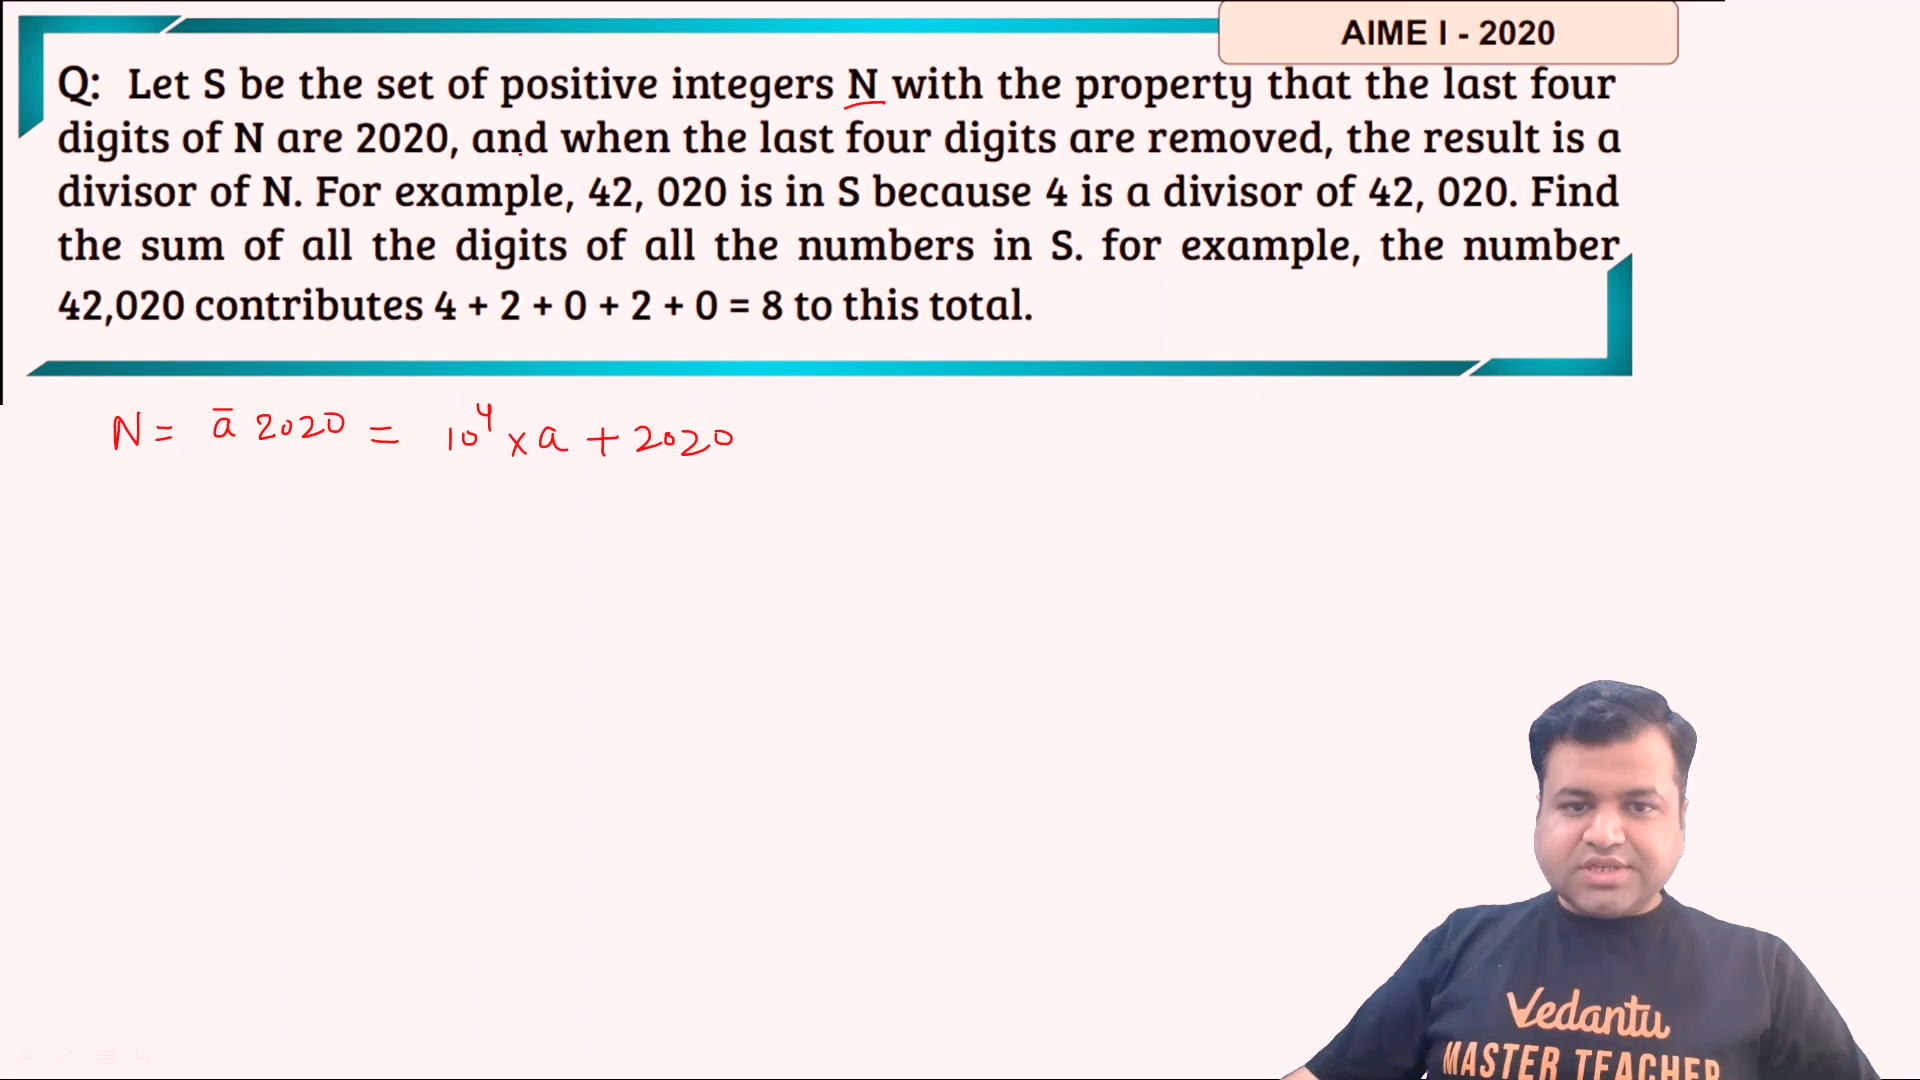 AIME I - 2020
Q: Let S be the set of positive integers N with the property that the last four
digits of N are 2020, and when the last four digits are removed, the result is a
divisor of N. For example, 42, 020 is in S because 4 is a divisor of 42, 020. Find
the sum of all the digits of all the numbers in S. for example, the number
42,020 contributes 4 + 2 + 0 + 2 + 0 = 8 to this total.
N = a̅ 2020 = 10⁴ × a + 2020
Vedantu
MASTER TEACHER